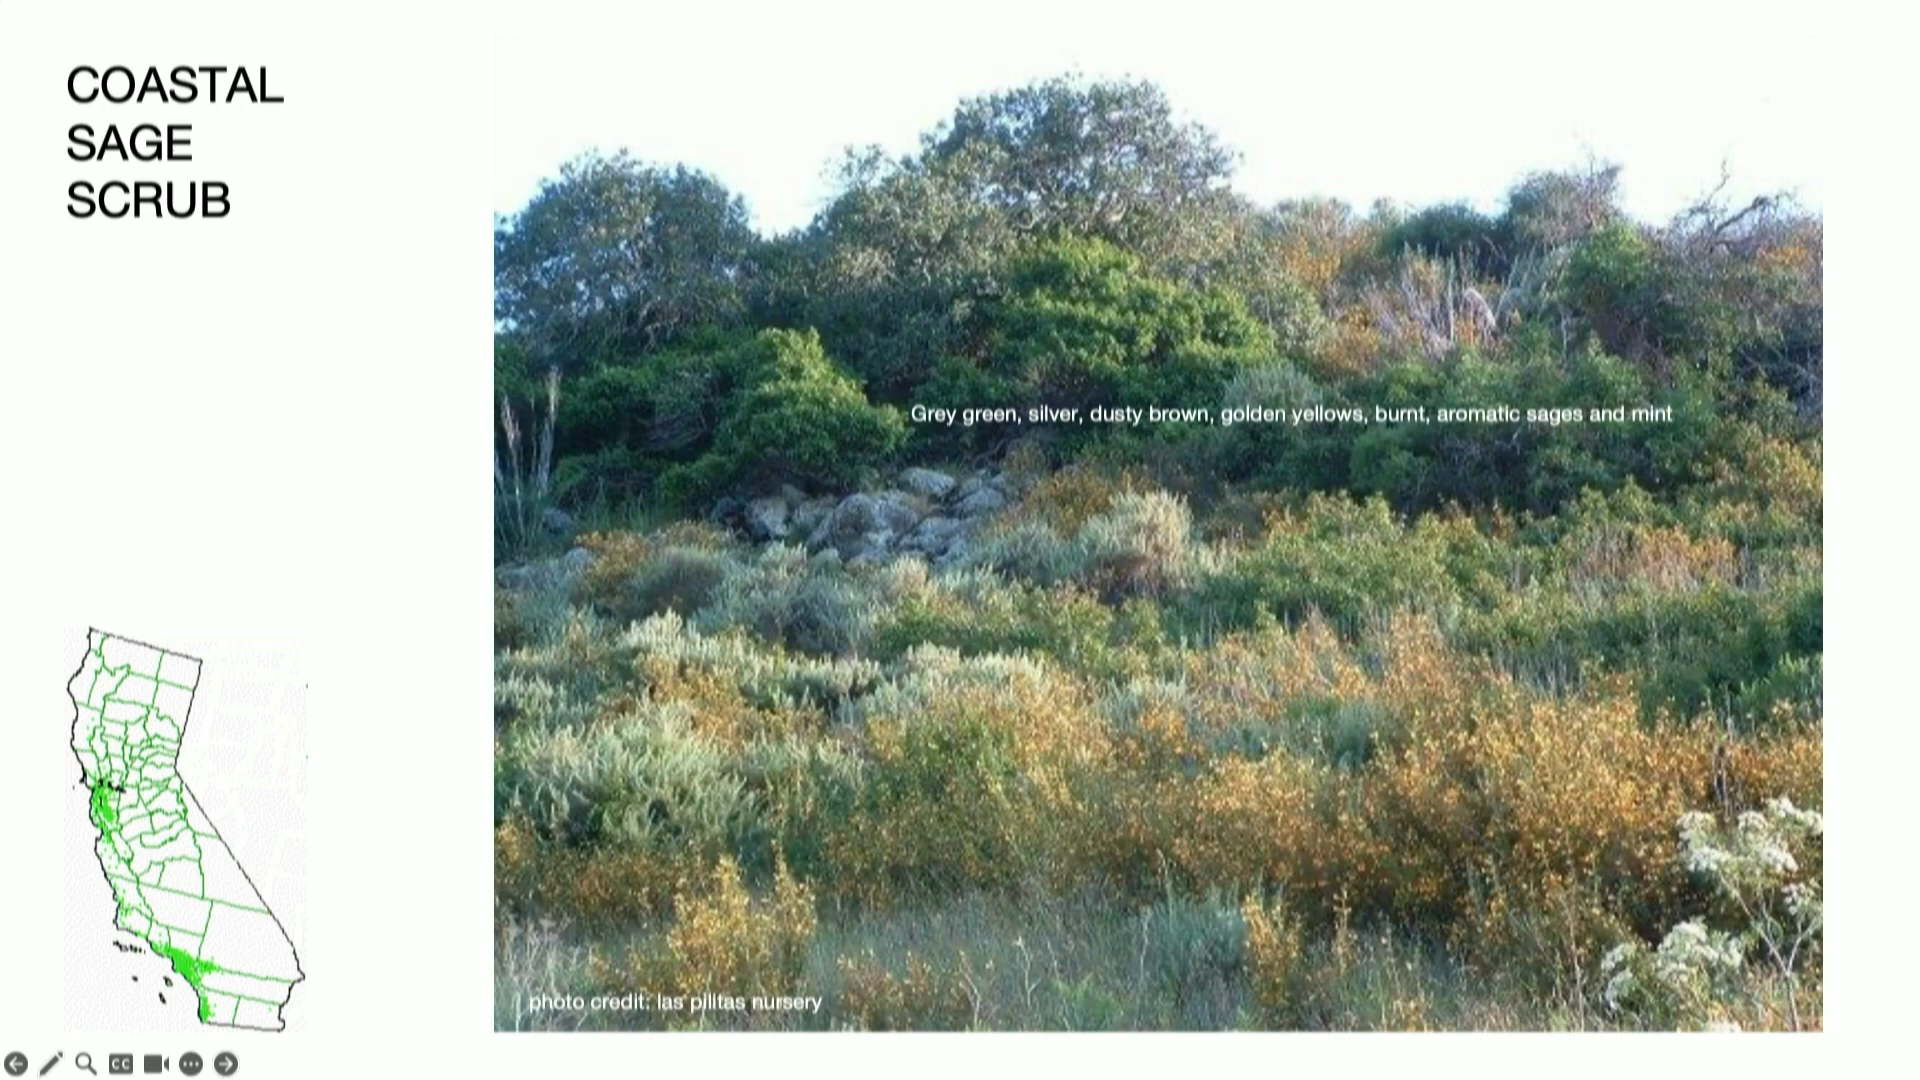 COASTAL
SAGE
SCRUB
Grey green, silver, dusty brown, golden yellows, burnt, aromatic sages and mint
photo credit: las pilitas nursery
CC